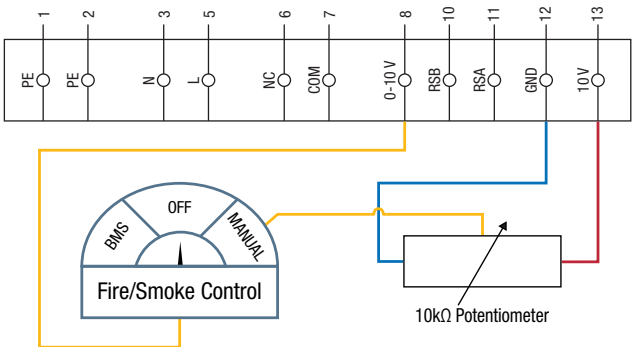 1 2 3 5 6 7 8 10 11 12 13
PE PE N L NC COM 0-10 V RSB RSA GND 10 V
BMS OFF MANUAL
Fire/Smoke Control
10kΩ Potentiometer